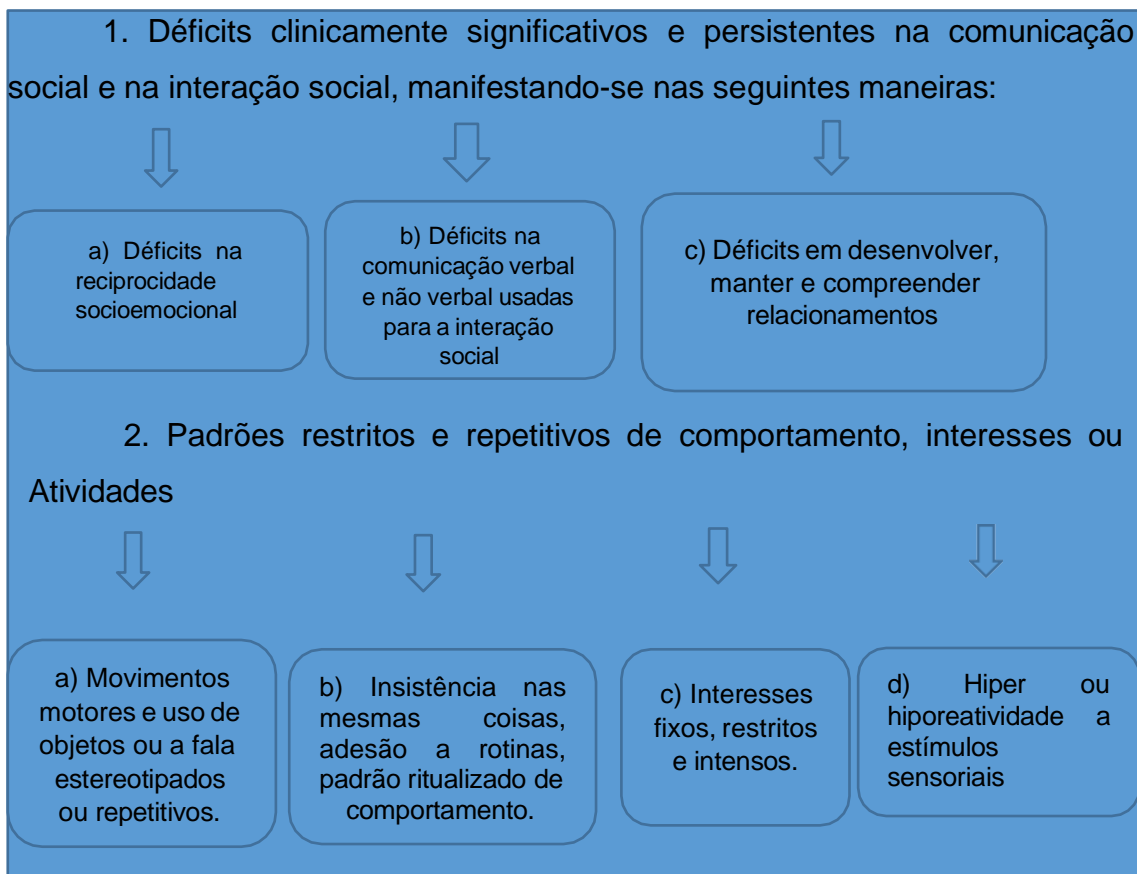 1. Déficits clinicamente significativos e persistentes na comunicação
social e na interação social, manifestando-se nas seguintes maneiras:
a) Déficits na
reciprocidade
socioemocional
b) Déficits na
comunicação verbal
e não verbal usadas
para a interação
social
c) Déficits em desenvolver,
manter e compreender
relacionamentos
2. Padrões restritos e repetitivos de comportamento, interesses ou
Atividades
a) Movimentos
motores e uso de
objetos ou a fala
estereotipados
ou repetitivos.
b) Insistência nas
mesmas coisas,
adesão a rotinas,
padrão ritualizado de
comportamento.
c) Interesses
fixos, restritos
e intensos.
d) Hiper ou
hiporeatividade a
estímulos
sensoriais